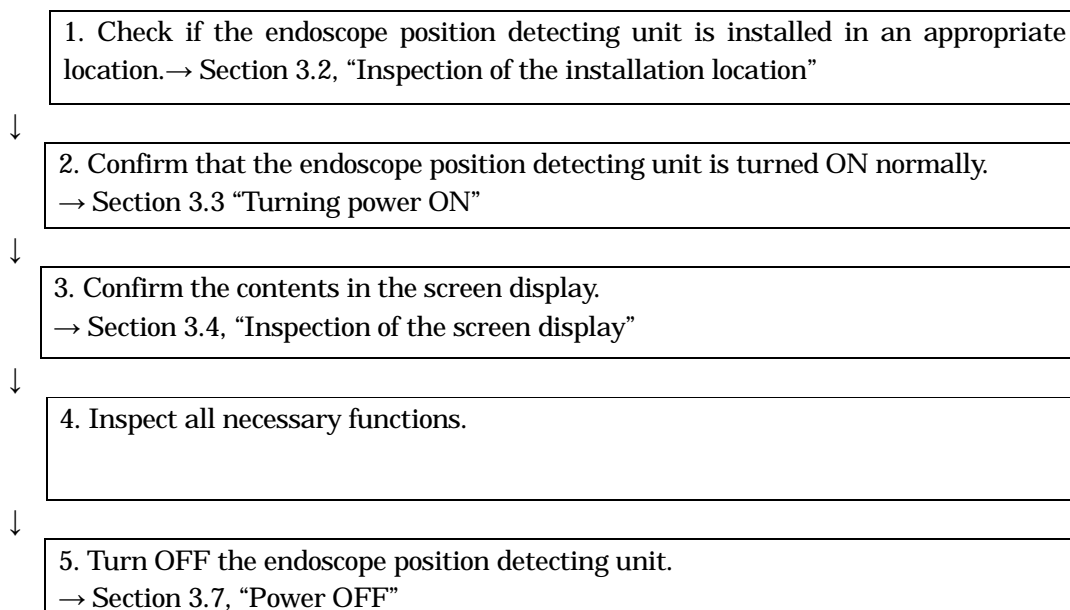 1. Check if the endoscope position detecting unit is installed in an appropriate
location.→ Section 3.2, “Inspection of the installation location”
↓
2. Confirm that the endoscope position detecting unit is turned ON normally.
→ Section 3.3 “Turning power ON”
↓
3. Confirm the contents in the screen display.
→ Section 3.4, “Inspection of the screen display”
↓
4. Inspect all necessary functions.
↓
5. Turn OFF the endoscope position detecting unit.
→ Section 3.7, “Power OFF”